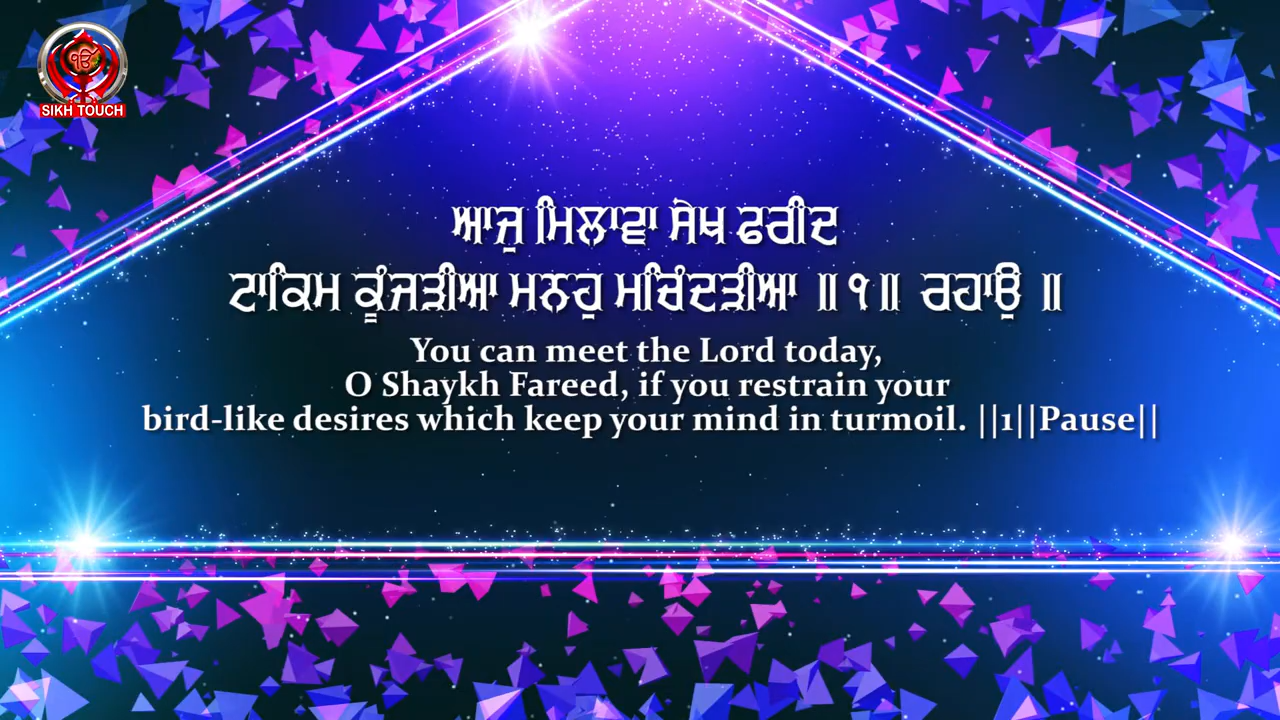 ੴ
SIKH TOUCH
ਆਜੁ ਮਿਲਾਵਾ ਸੇਖ ਫਰੀਦ
ਟਾਕਿਮ ਕੂੰਜੜੀਆ ਮਨਹੁ ਮਚਿੰਦੜੀਆ ॥੧॥ ਰਹਾਉ ॥
You can meet the Lord today,
O Shaykh Fareed, if you restrain your
bird-like desires which keep your mind in turmoil. ||1||Pause||